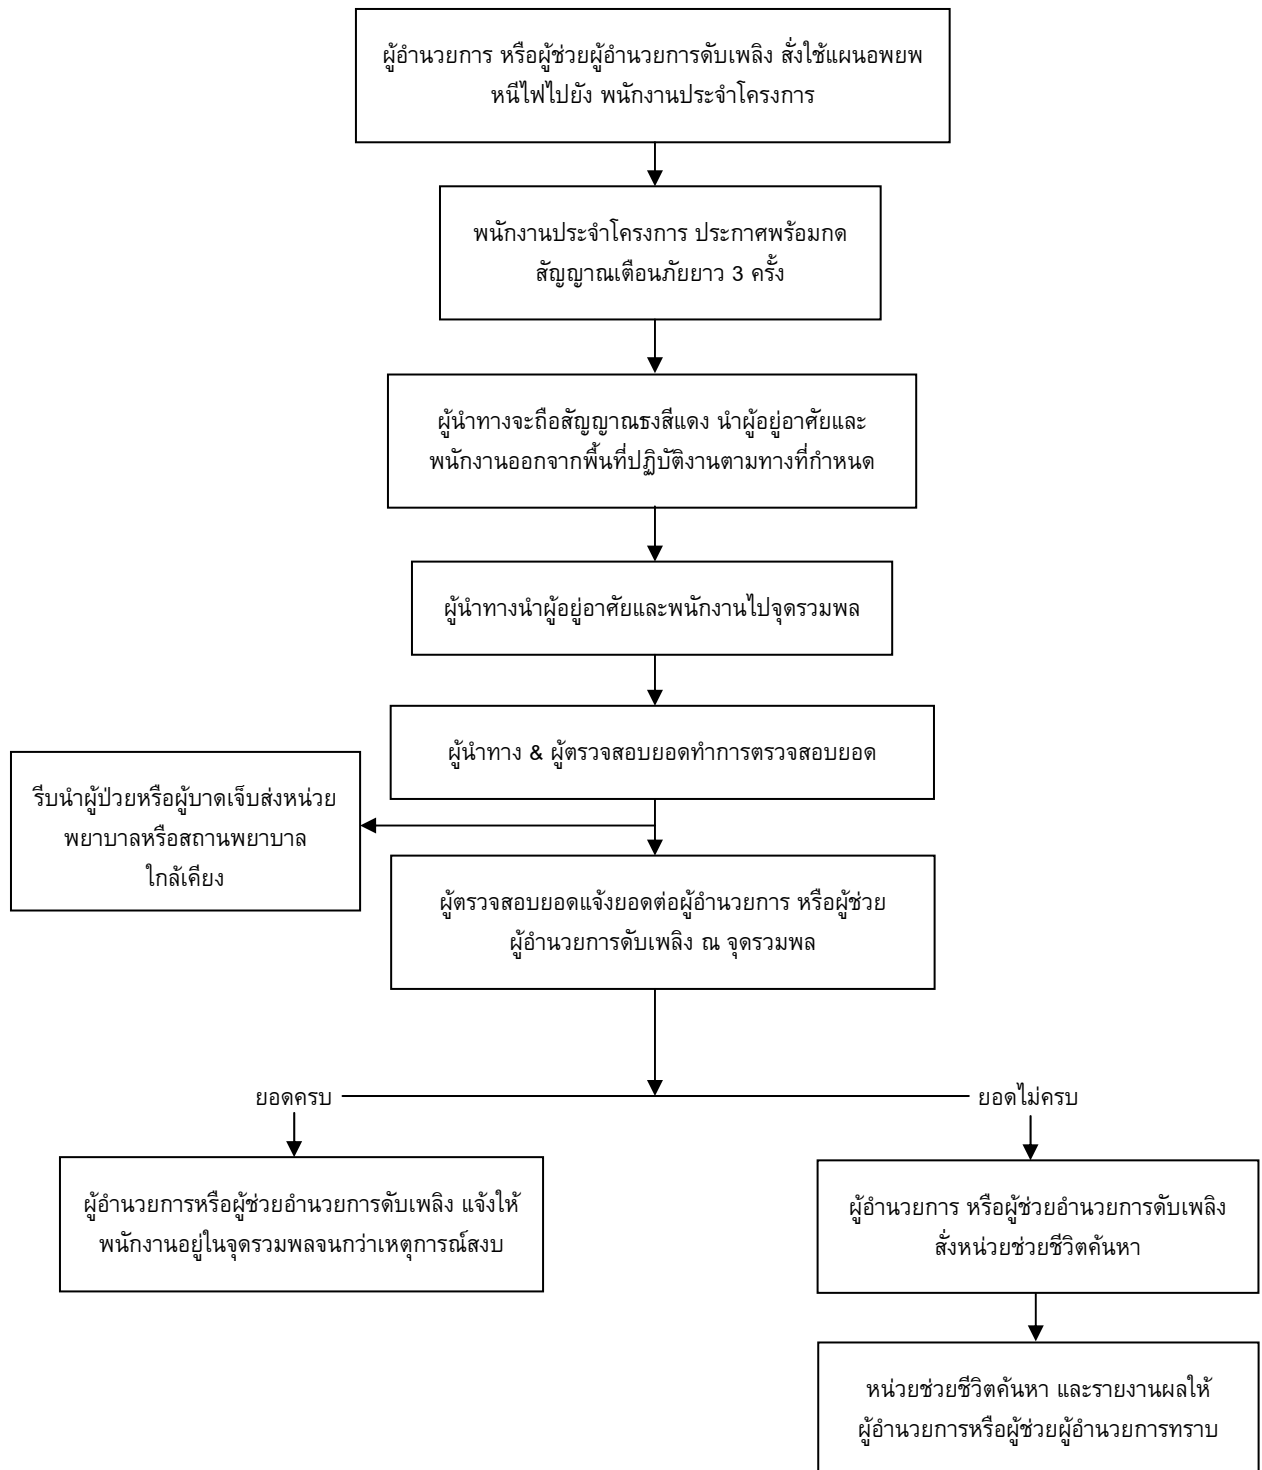 ผู้อำนวยการ หรือผู้ช่วยผู้อำนวยการดับเพลิง สั่งใช้แผนอพยพ
หนีไฟไปยัง พนักงานประจำโครงการ
พนักงานประจำโครงการ ประกาศพร้อมกด
สัญญาณเตือนภัยยาว 3 ครั้ง
ผู้นำทางจะถือสัญญาณธงสีแดง นำผู้อยู่อาศัยและ
พนักงานออกจากพื้นที่ปฏิบัติงานตามทางที่กำหนด
ผู้นำทางนำผู้อยู่อาศัยและพนักงานไปจุดรวมพล
ผู้นำทาง & ผู้ตรวจสอบยอดทำการตรวจสอบยอด
รีบนำผู้ป่วยหรือผู้บาดเจ็บส่งหน่วย
พยาบาลหรือสถานพยาบาล
ใกล้เคียง
ผู้ตรวจสอบยอดแจ้งยอดต่อผู้อำนวยการ หรือผู้ช่วย
ผู้อำนวยการดับเพลิง ณ จุดรวมพล
ยอดครบ
ยอดไม่ครบ
ผู้อำนวยการหรือผู้ช่วยอำนวยการดับเพลิง แจ้งให้
พนักงานอยู่ในจุดรวมพลจนกว่าเหตุการณ์สงบ
ผู้อำนวยการ หรือผู้ช่วยอำนวยการดับเพลิง
สั่งหน่วยช่วยชีวิตค้นหา
หน่วยช่วยชีวิตค้นหา และรายงานผลให้
ผู้อำนวยการหรือผู้ช่วยผู้อำนวยการทราบ